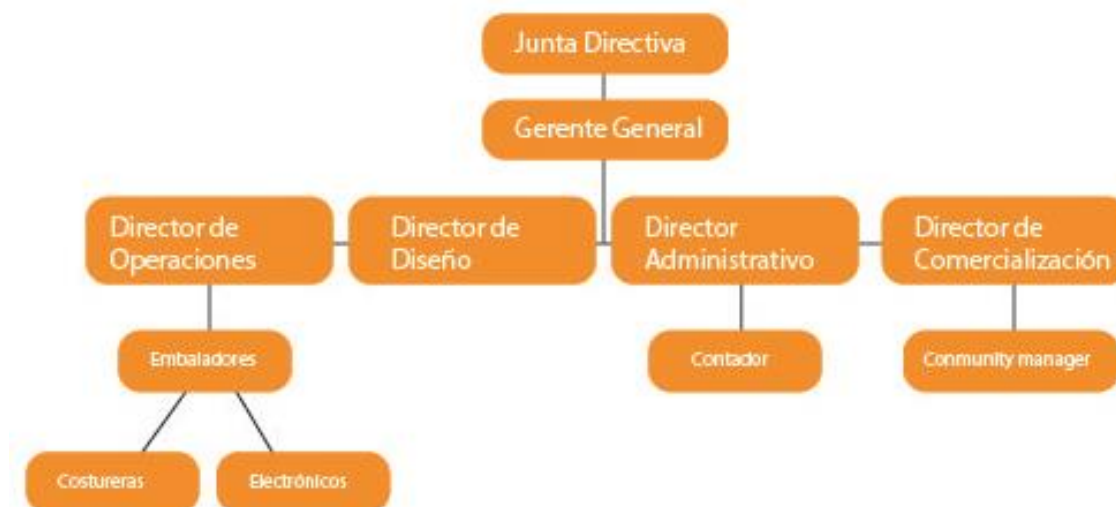 Junta Directiva
Gerente General
Director de
Operaciones
Director de
Diseño
Director
Administrativo
Director de
Comercialización
Embaladores
Contador
Conmunity manager
Costureras
Electrónicos